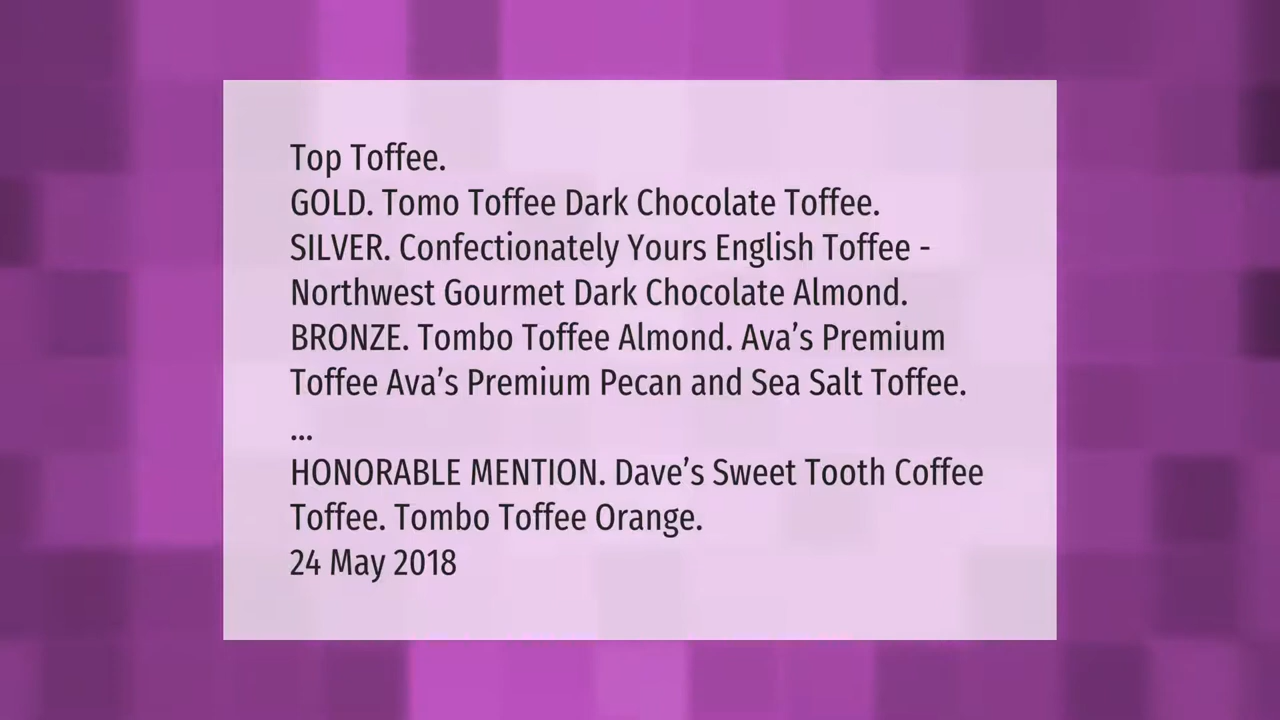 Top Toffee.
GOLD. Tomo Toffee Dark Chocolate Toffee.
SILVER. Confectionately Yours English Toffee -
Northwest Gourmet Dark Chocolate Almond.
BRONZE. Tombo Toffee Almond. Ava’s Premium
Toffee Ava’s Premium Pecan and Sea Salt Toffee.
...
HONORABLE MENTION. Dave’s Sweet Tooth Coffee
Toffee. Tombo Toffee Orange.
24 May 2018